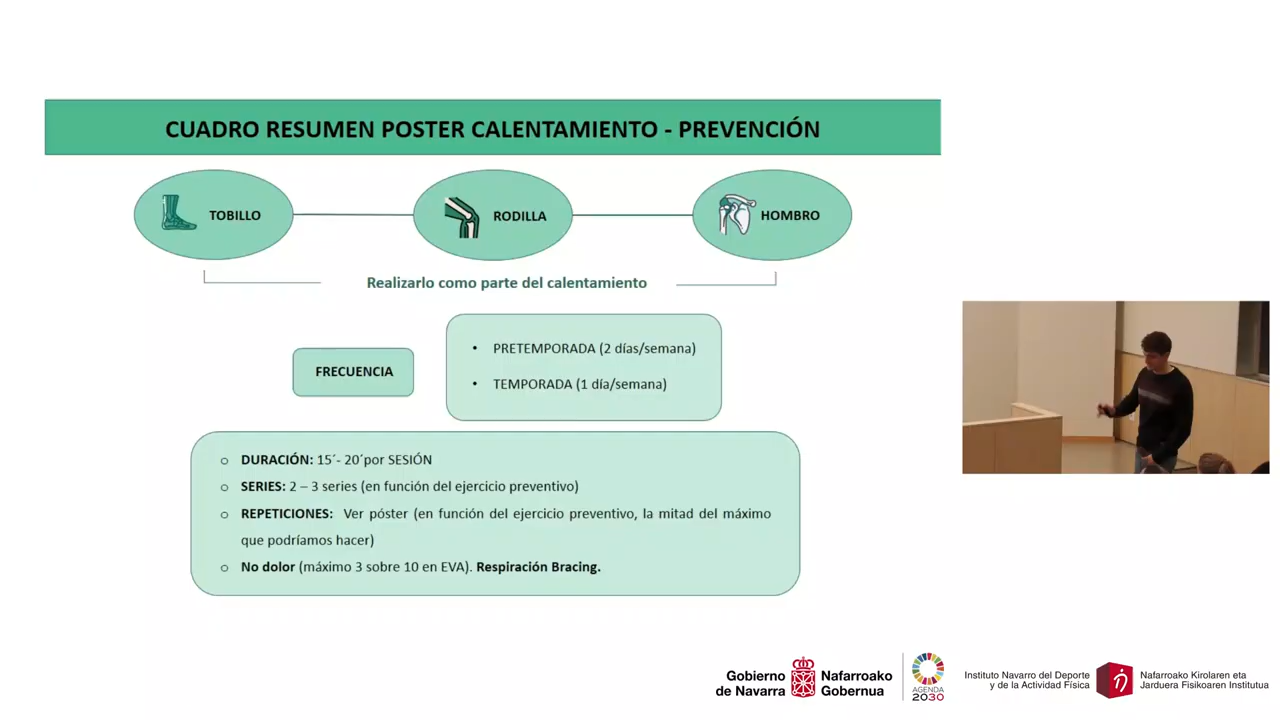 CUADRO RESUMEN POSTER CALENTAMIENTO - PREVENCIÓN
TOBILLO
RODILLA
HOMBRO
Realizarlo como parte del calentamiento
FRECUENCIA
• PRETEMPORADA (2 días/semana)
• TEMPORADA (1 día/semana)
o DURACIÓN: 15´- 20´por SESIÓN
o SERIES: 2 – 3 series (en función del ejercicio preventivo)
o REPETICIONES: Ver póster (en función del ejercicio preventivo, la mitad del máximo
que podríamos hacer)
o No dolor (máximo 3 sobre 10 en EVA). Respiración Bracing.
Gobierno
de Navarra
Nafarroako
Gobernua
AGENDA
2030
Instituto Navarro del Deporte
y de la Actividad Física
Nafarroako Kirolaren eta
Jarduera Fisikoaren Institutua